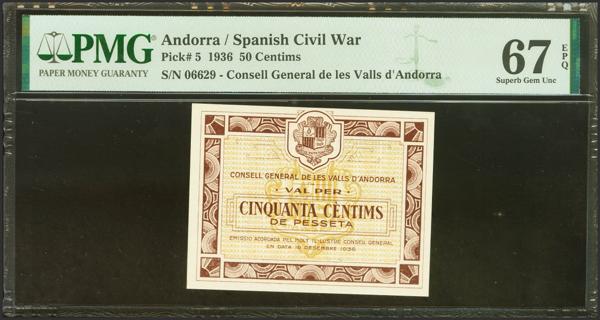 PMG
PAPER MONEY GUARANTY
Andorra / Spanish Civil War
Pick# 5 1936 50 Centims
S/N 06629 - Consell General de les Valls d'Andorra
67 EPQ
Superb Gem Unc
CONSELL GENERAL DE LES VALLS D'ANDORRA
· VAL PER ·
CINQUANTA CÈNTIMS
DE PESSETA
EMISSIÓ ACORDADA PEL MOLT IL·LUSTRE CONSELL GENERAL
EN DATA 19 DESEMBRE 1936